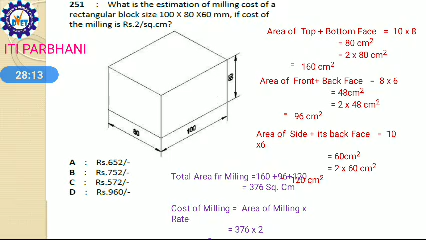 251 : What is the estimation of milling cost of a
rectangular block size 100 X 80 X60 mm, if cost of
the milling is Rs.2/sq.cm?
ITI PARBHANI
28:13
60
80
100
A : Rs.652/-
B : Rs.752/-
C : Rs.572/-
D : Rs.960/-
Area of Top + Bottom Face = 10 x 8
= 80 cm2
= 2 x 80 cm2
= 160 cm2
Area of Front+ Back Face = 8 x 6
= 48cm2
= 2 x 48 cm2
= 96 cm2
Area of Side + its back Face = 10
x6
= 60cm2
= 2 x 60 cm2
= 120 cm2
Total Area fir Miling =160 +96+120
= 376 Sq. Cm
Cost of Milling = Area of Milling x
Rate
= 376 x 2